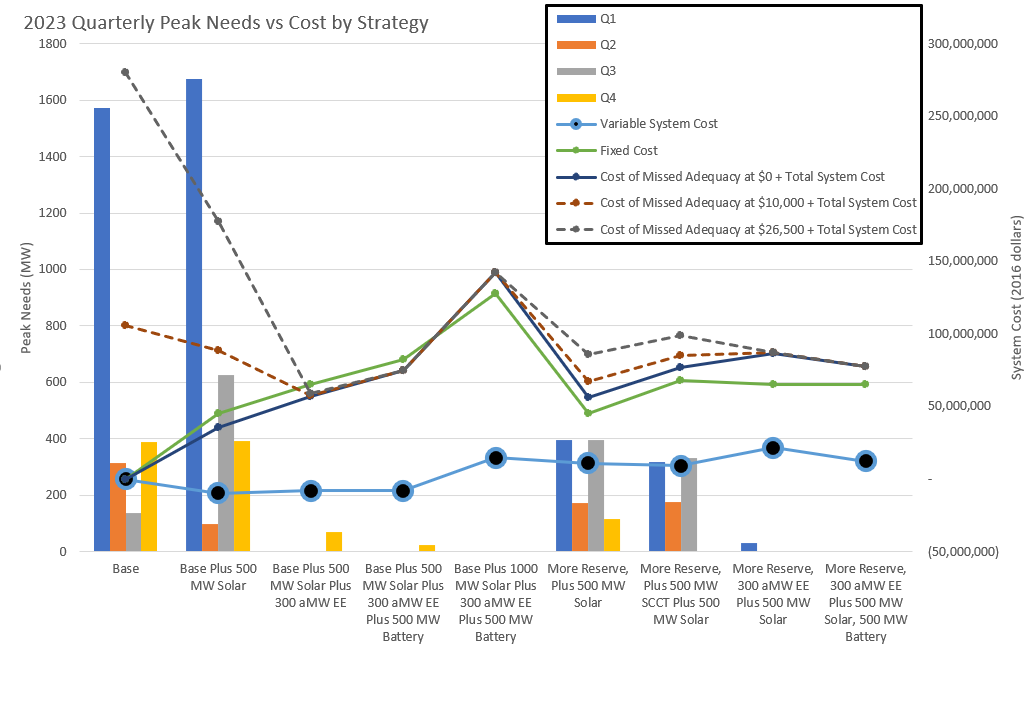 2023 Quarterly Peak Needs vs Cost by Strategy
Q1
Q2
Q3
Q4
Variable System Cost
Fixed Cost
Cost of Missed Adequacy at $0 + Total System Cost
Cost of Missed Adequacy at $10,000 + Total System Cost
Cost of Missed Adequacy at $26,500 + Total System Cost
Peak Needs (MW)
1800
1600
1400
1200
1000
800
600
400
200
0
System Cost (2016 dollars)
300,000,000
250,000,000
200,000,000
150,000,000
100,000,000
50,000,000
-
(50,000,000)
Base
Base Plus 500
MW Solar
Base Plus 500
MW Solar Plus
300 aMW EE
Base Plus 500
MW Solar Plus
300 aMW EE
Plus 500 MW
Battery
Base Plus 1000
MW Solar Plus
300 aMW EE
Plus 500 MW
Battery
More Reserve,
Plus 500 MW
Solar
More Reserve,
Plus 500 MW
SCCT Plus 500
MW Solar
More Reserve,
300 aMW EE
Plus 500 MW
Solar
More Reserve,
300 aMW EE
Plus 500 MW
Solar, 500 MW
Battery